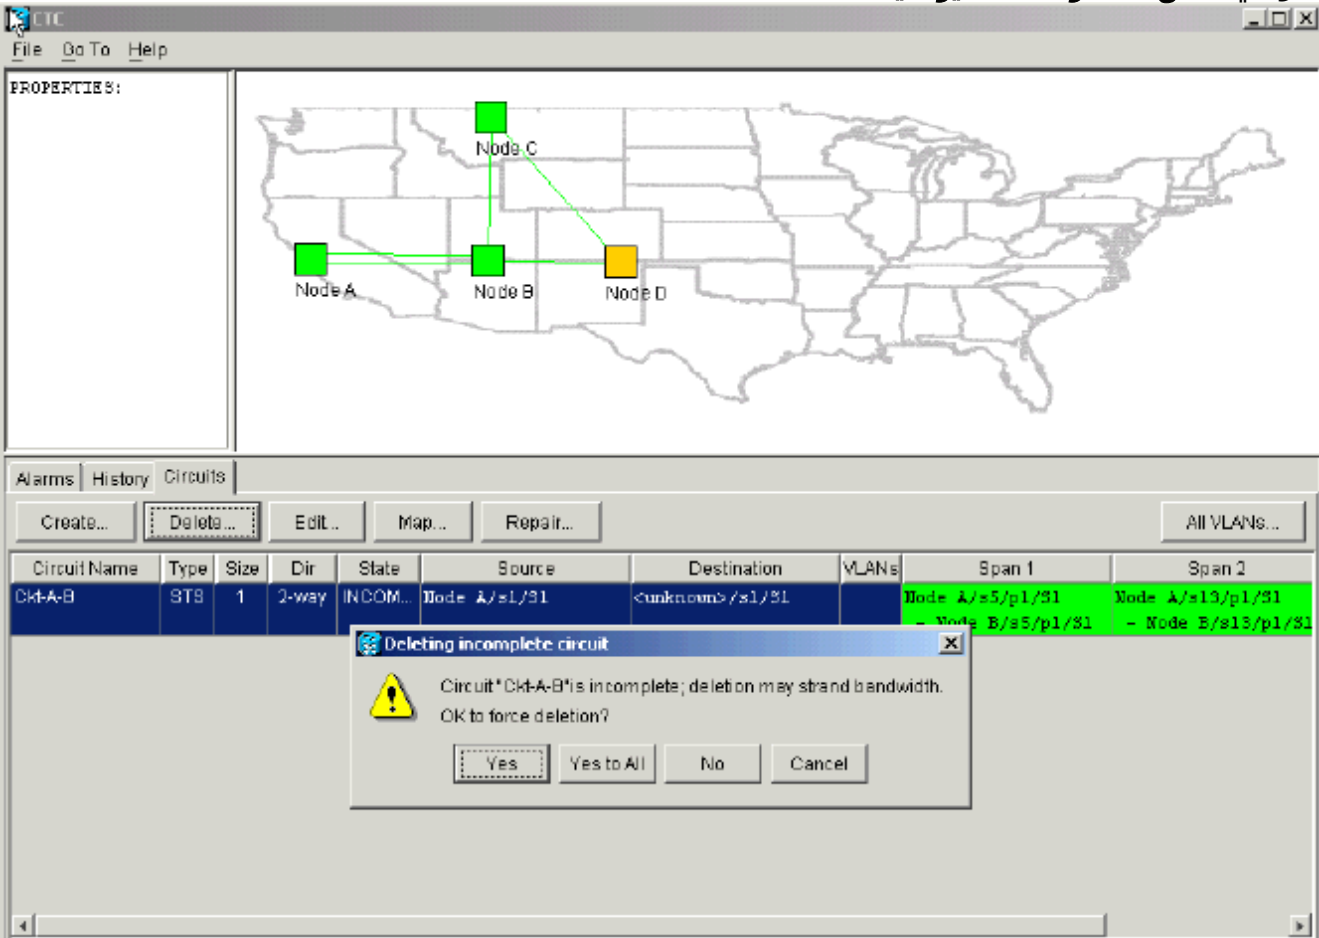 CTC
File Go To Help
PROPERTIES:
Node C
Node A
Node B
Node D
Alarms History Circuits
Create... Delete... Edit... Map... Repair... All VLANs...
Circuit Name Type Size Dir State Source Destination VLANs Span 1 Span 2
Ckt-A-B STS 1 2-way INCOM... Node A/s1/S1 <unknown>/s1/S1 Node A/s5/p1/S1 Node A/s13/p1/S1
- Node B/s5/p1/S1 - Node B/s13/p1/S1
Deleting incomplete circuit
Circuit "Ckt-A-B" is incomplete; deletion may strand bandwidth.
OK to force deletion?
Yes Yes to All No Cancel